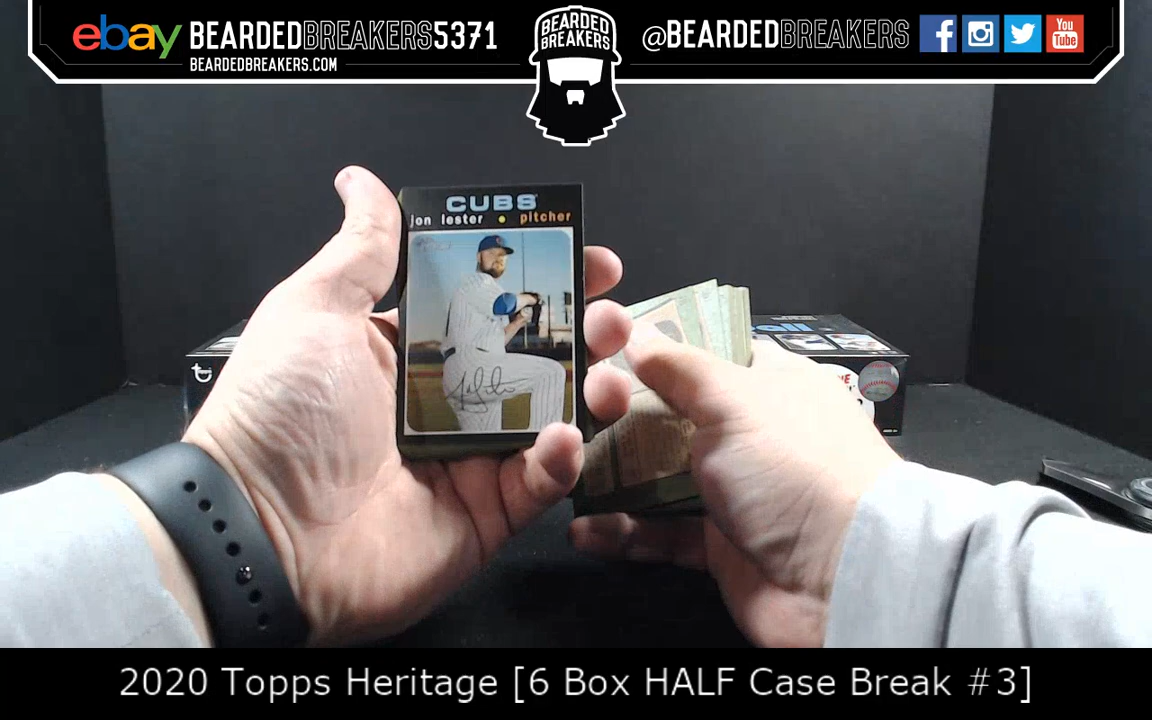 ebay BEARDEDBREAKERS5371
BEARDEDBREAKERS.COM
BEARDED
BREAKERS
@BEARDEDBREAKERS
You
Tube
CUBS
jon lester • pitcher
2020 Topps Heritage [6 Box HALF Case Break #3]